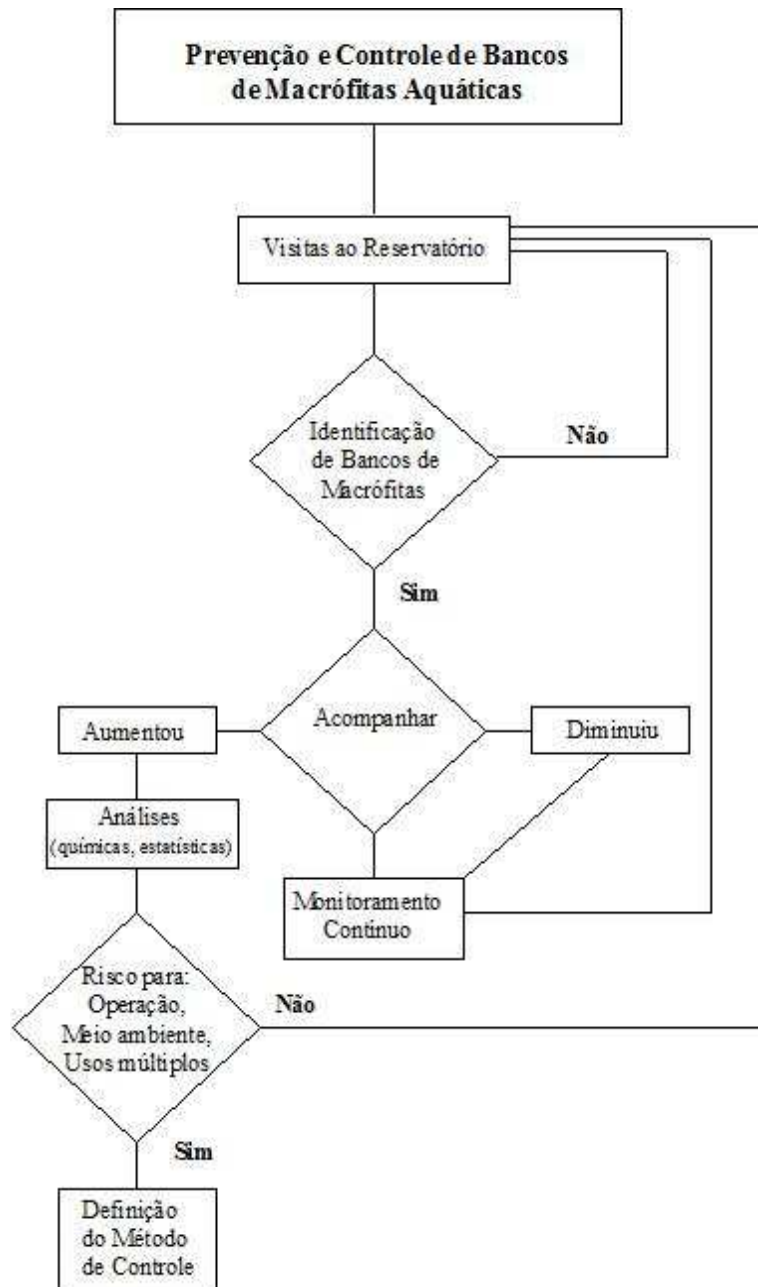 Prevenção e Controle de Bancos
de Macrófitas Aquáticas
Visitas ao Reservatório
Identificação
de Bancos de
Macrófitas
Não
Sim
Acompanhar
Aumentou
Diminuiu
Análises
(químicas, estatísticas)
Monitoramento
Contínuo
Risco para:
Operação,
Meio ambiente,
Usos múltiplos
Não
Sim
Definição
do Método
de Controle